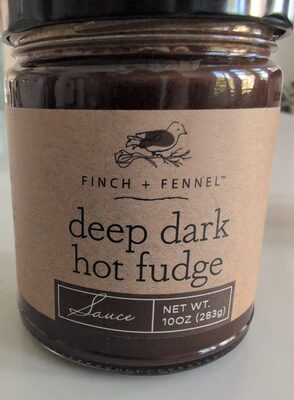 FINCH + FENNEL™
deep dark
hot fudge
Sauce
NET WT.
10OZ (283g)